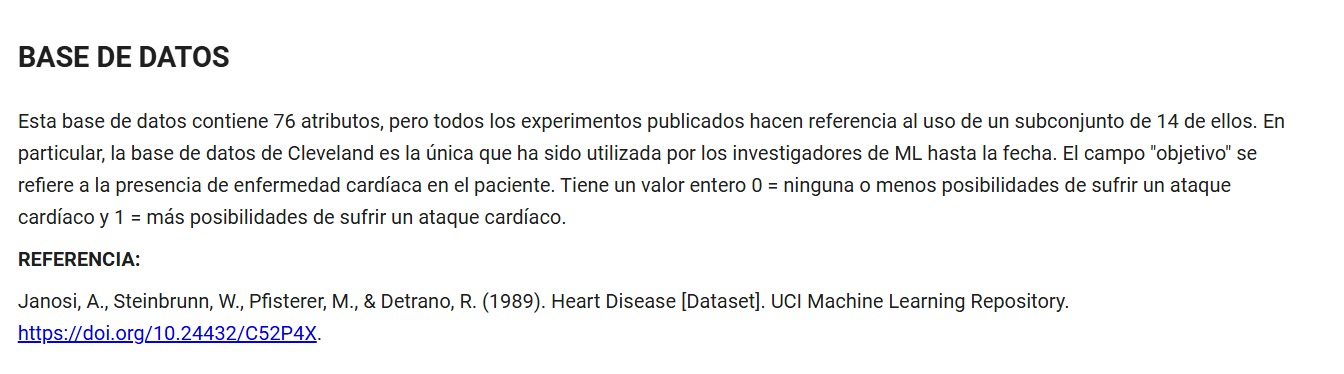 BASE DE DATOS
Esta base de datos contiene 76 atributos, pero todos los experimentos publicados hacen referencia al uso de un subconjunto de 14 de ellos. En
particular, la base de datos de Cleveland es la única que ha sido utilizada por los investigadores de ML hasta la fecha. El campo "objetivo" se
refiere a la presencia de enfermedad cardíaca en el paciente. Tiene un valor entero 0 = ninguna o menos posibilidades de sufrir un ataque
cardíaco y 1 = más posibilidades de sufrir un ataque cardíaco.
REFERENCIA:
Janosi, A., Steinbrunn, W., Pfisterer, M., & Detrano, R. (1989). Heart Disease [Dataset]. UCI Machine Learning Repository.
https://doi.org/10.24432/C52P4X.